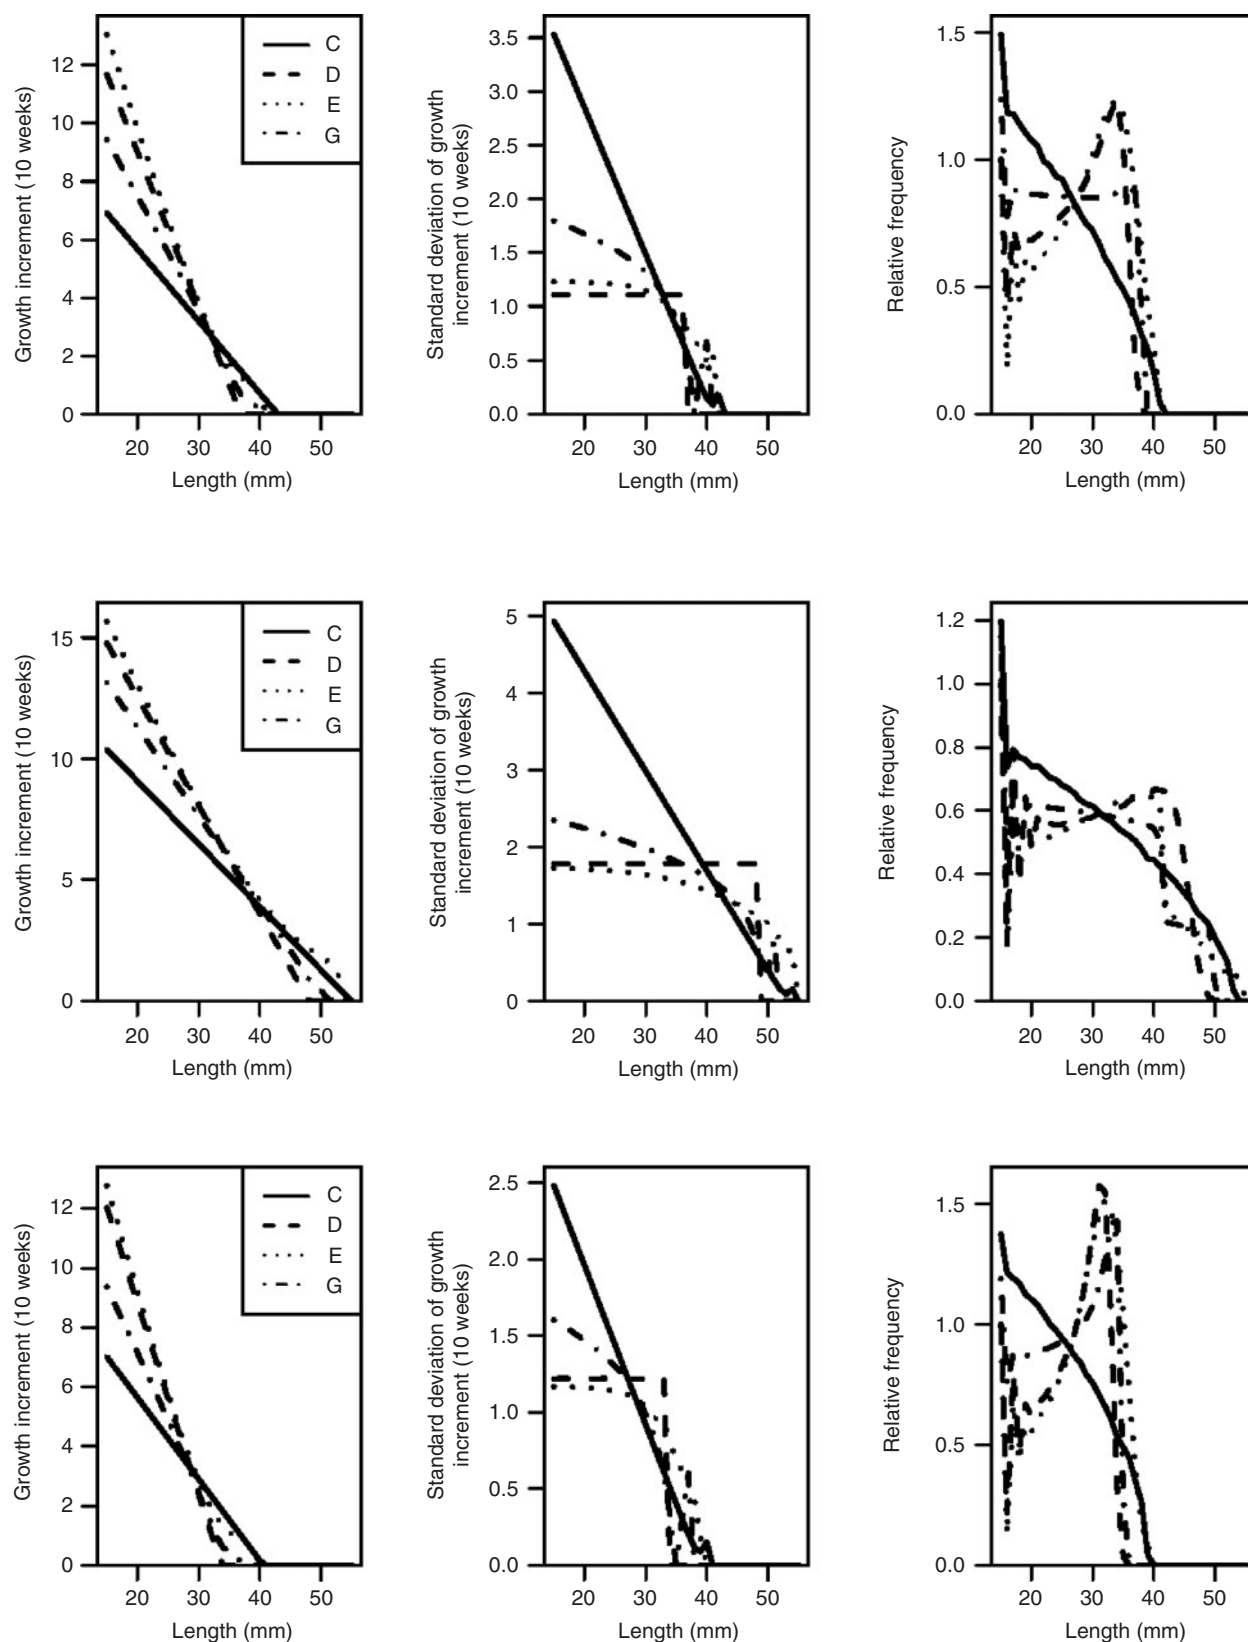 Growth increment (10 weeks)
12
10
8
6
4
2
0
20 30 40 50
Length (mm)
C
D
E
G
Standard deviation of growth
increment (10 weeks)
3.5
3.0
2.5
2.0
1.5
1.0
0.5
0.0
20 30 40 50
Length (mm)
Relative frequency
1.5
1.0
0.5
0.0
20 30 40 50
Length (mm)
Growth increment (10 weeks)
15
10
5
0
20 30 40 50
Length (mm)
C
D
E
G
Standard deviation of growth
increment (10 weeks)
5
4
3
2
1
0
20 30 40 50
Length (mm)
Relative frequency
1.2
1.0
0.8
0.6
0.4
0.2
0.0
20 30 40 50
Length (mm)
Growth increment (10 weeks)
12
10
8
6
4
2
0
20 30 40 50
Length (mm)
C
D
E
G
Standard deviation of growth
increment (10 weeks)
2.5
2.0
1.5
1.0
0.5
0.0
20 30 40 50
Length (mm)
Relative frequency
1.5
1.0
0.5
0.0
20 30 40 50
Length (mm)